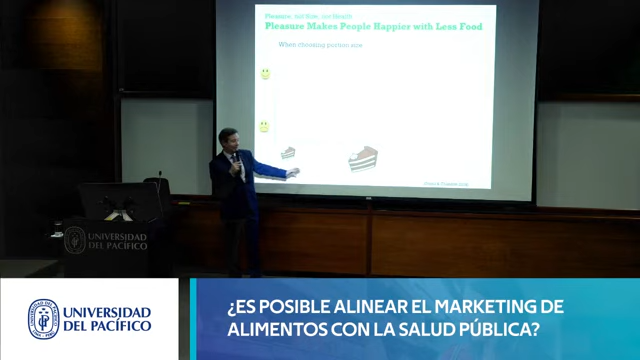 Pleasure, not Size, nor Health
Pleasure Makes People Happier with Less Food
When choosing portion size
UNIVERSIDAD
DEL PACÍFICO
UNIVERSIDAD
DEL PACÍFICO
¿ES POSIBLE ALINEAR EL MARKETING DE
ALIMENTOS CON LA SALUD PÚBLICA?